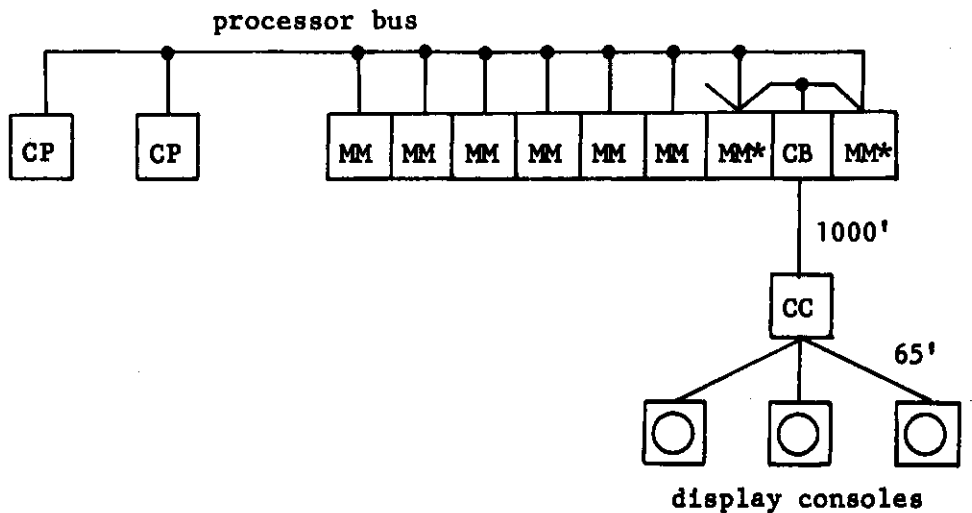 processor bus
CP CP MM MM MM MM MM MM MM* CB MM*
1000'
CC
65'
display consoles